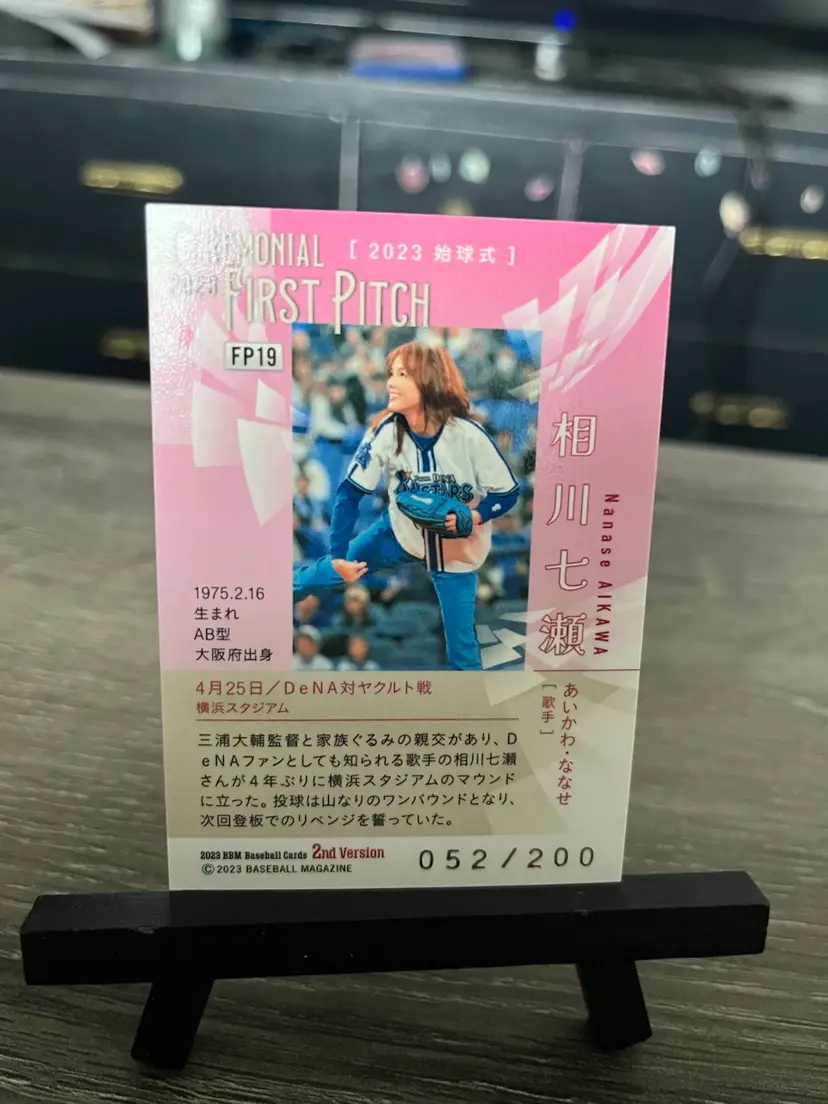 CEREMONIAL
[ 2023 始球式 ]
2023 FIRST PITCH
FP19
相川七瀬
Nanase AIKAWA
1975.2.16
生まれ
AB型
大阪府出身
あいかわ・ななせ
[歌手]
4月25日/DeNA対ヤクルト戦
横浜スタジアム
三浦大輔監督と家族ぐるみの親交があり、D
eNAファンとしても知られる歌手の相川七瀬
さんが4年ぶりに横浜スタジアムのマウンド
に立った。投球は山なりのワンバウンドとなり、
次回登板でのリベンジを誓っていた。
2023 BBM Baseball Cards 2nd Version
© 2023 BASEBALL MAGAZINE
052/200